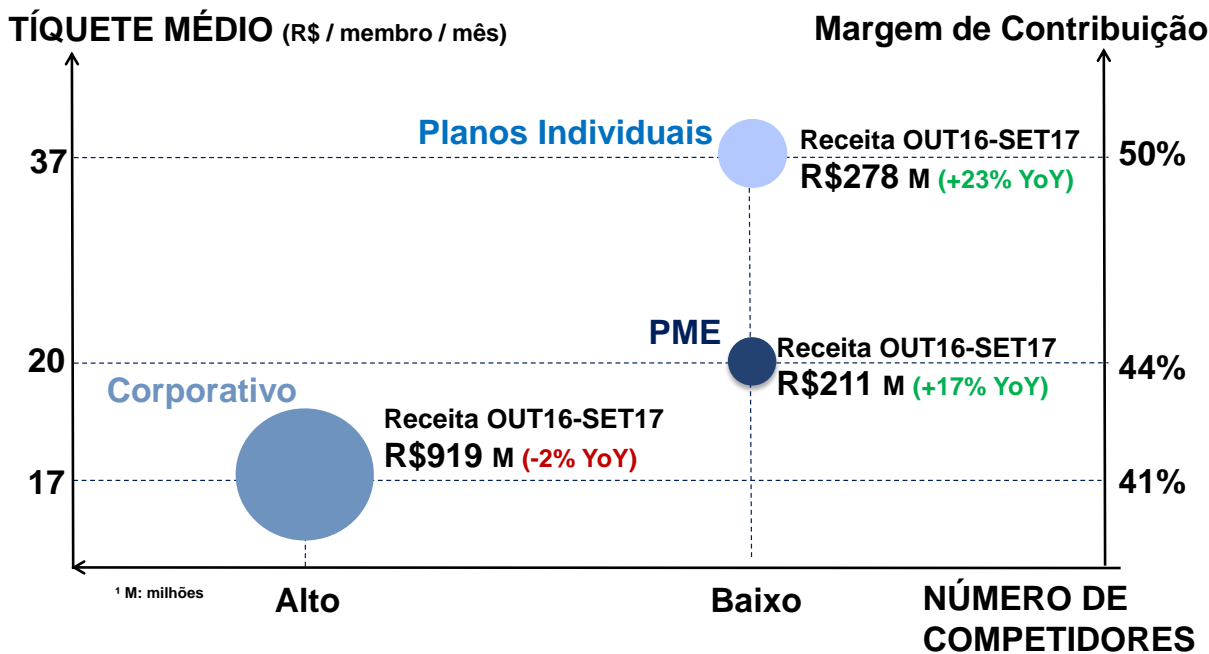 TÍQUETE MÉDIO (R$ / membro / mês)
Margem de Contribuição
Planos Individuais
Receita OUT16-SET17
R$278 M (+23% YoY)
37
50%
PME
Receita OUT16-SET17
R$211 M (+17% YoY)
20
44%
Corporativo
Receita OUT16-SET17
R$919 M (-2% YoY)
17
41%
¹ M: milhões
Alto
Baixo
NÚMERO DE
COMPETIDORES